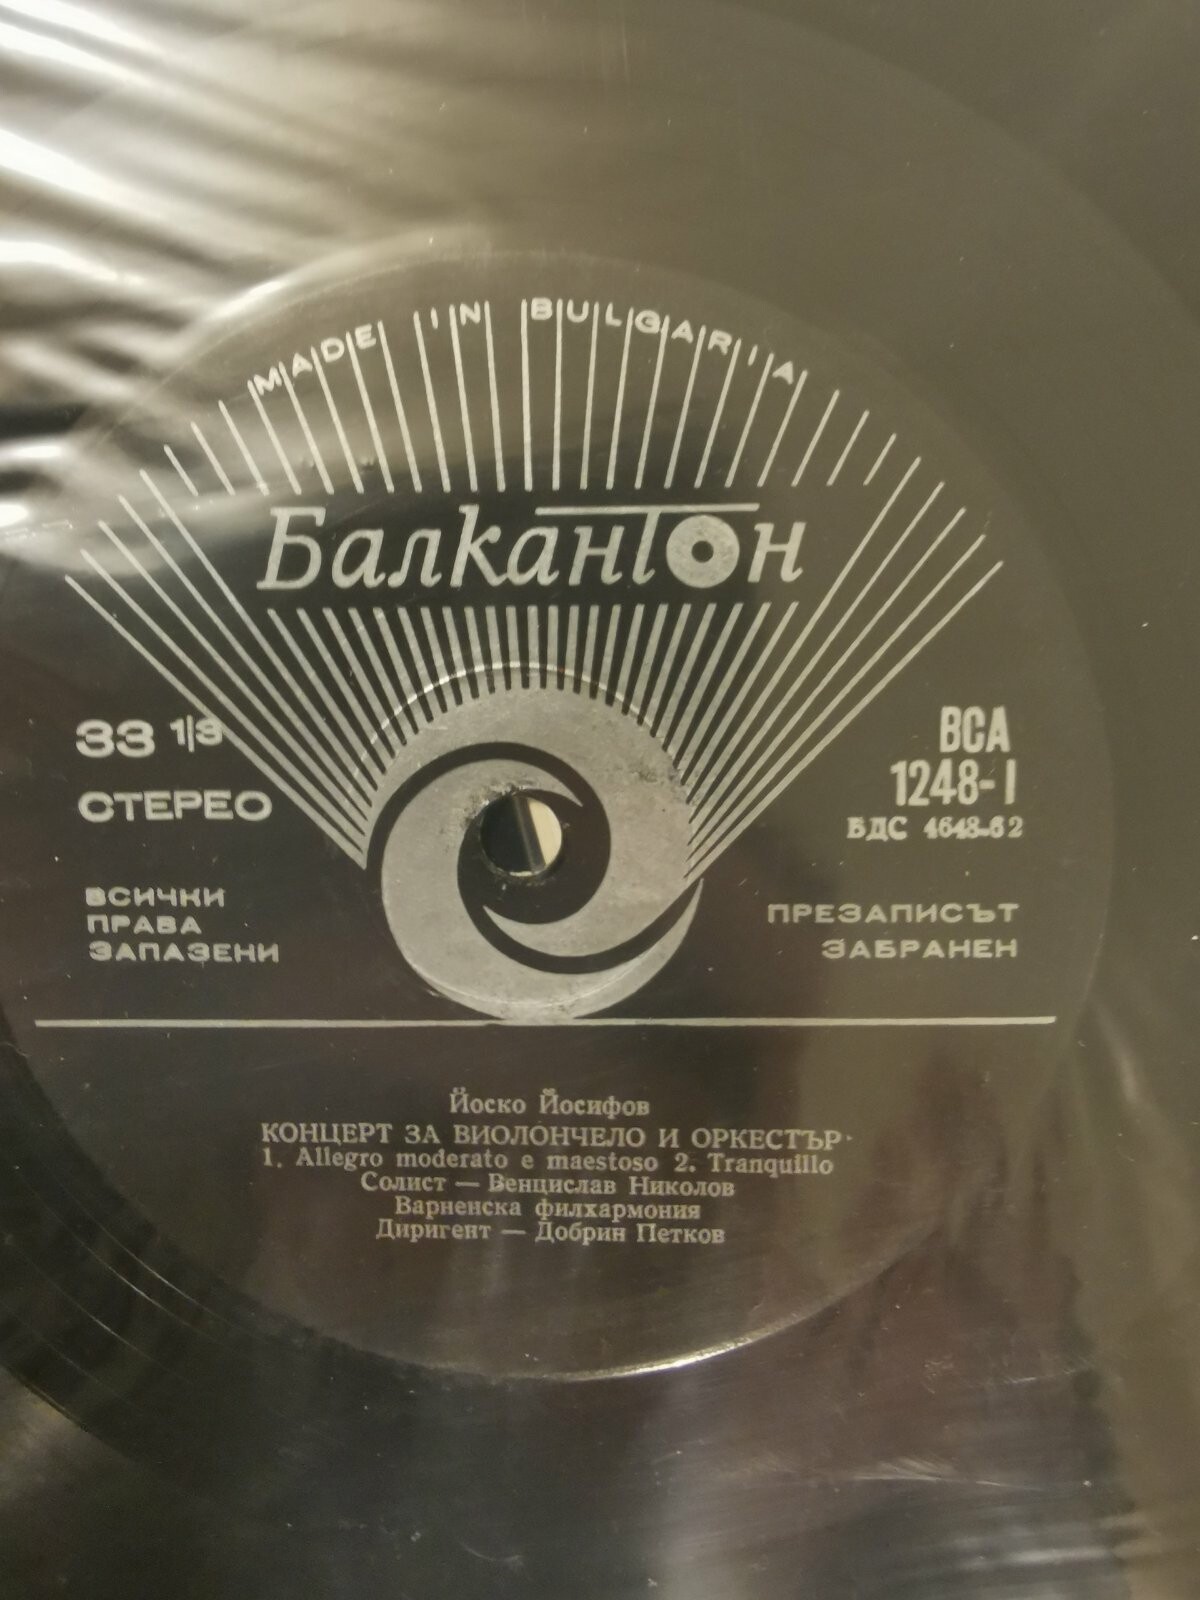 MADE IN BULGARIA
Балкантон
33 1/3
СТЕРЕО
ВСИЧКИ
ПРАВА
ЗАПАЗЕНИ
ВСА
1248-I
БДС 4648-62
ПРЕЗАПИСЪТ
ЗАБРАНЕН
Йоско Йосифов
КОНЦЕРТ ЗА ВИОЛОНЧЕЛО И ОРКЕСТЪР
1. Allegro moderato e maestoso 2. Tranquillo
Солист — Венцислав Николов
Варненска филхармония
Диригент — Добрин Петков